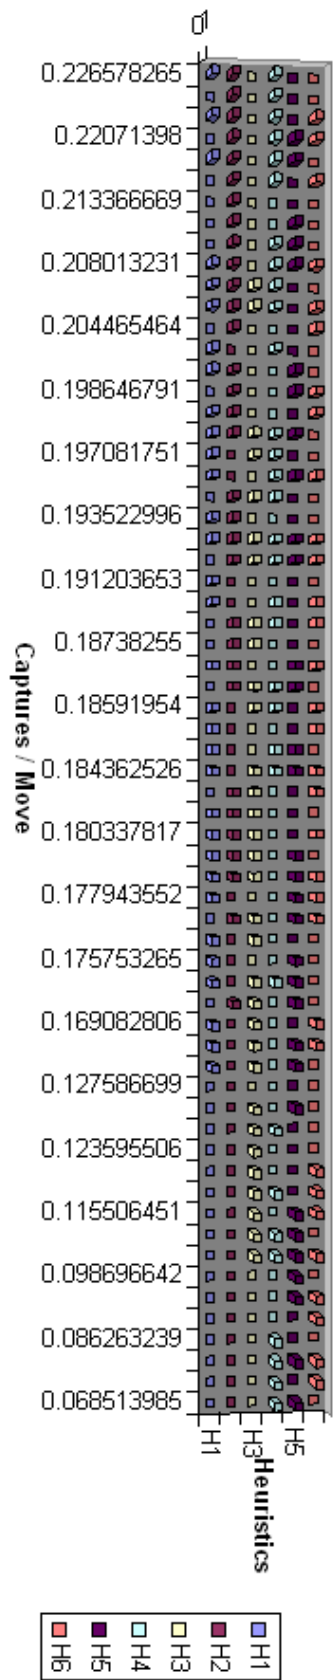 0 1
0.226578265
0.22071398
0.213366669
0.208013231
0.204465464
0.198646791
0.197081751
0.193522996
0.191203653
0.18738255
0.18591954
0.184362526
0.180337817
0.177943552
0.175753265
0.169082806
0.127586699
0.123595506
0.115506451
0.098696642
0.086263239
0.068513985
Captures / Move
H1
H3
H5
Heuristics
H1
H2
H3
H4
H5
H6